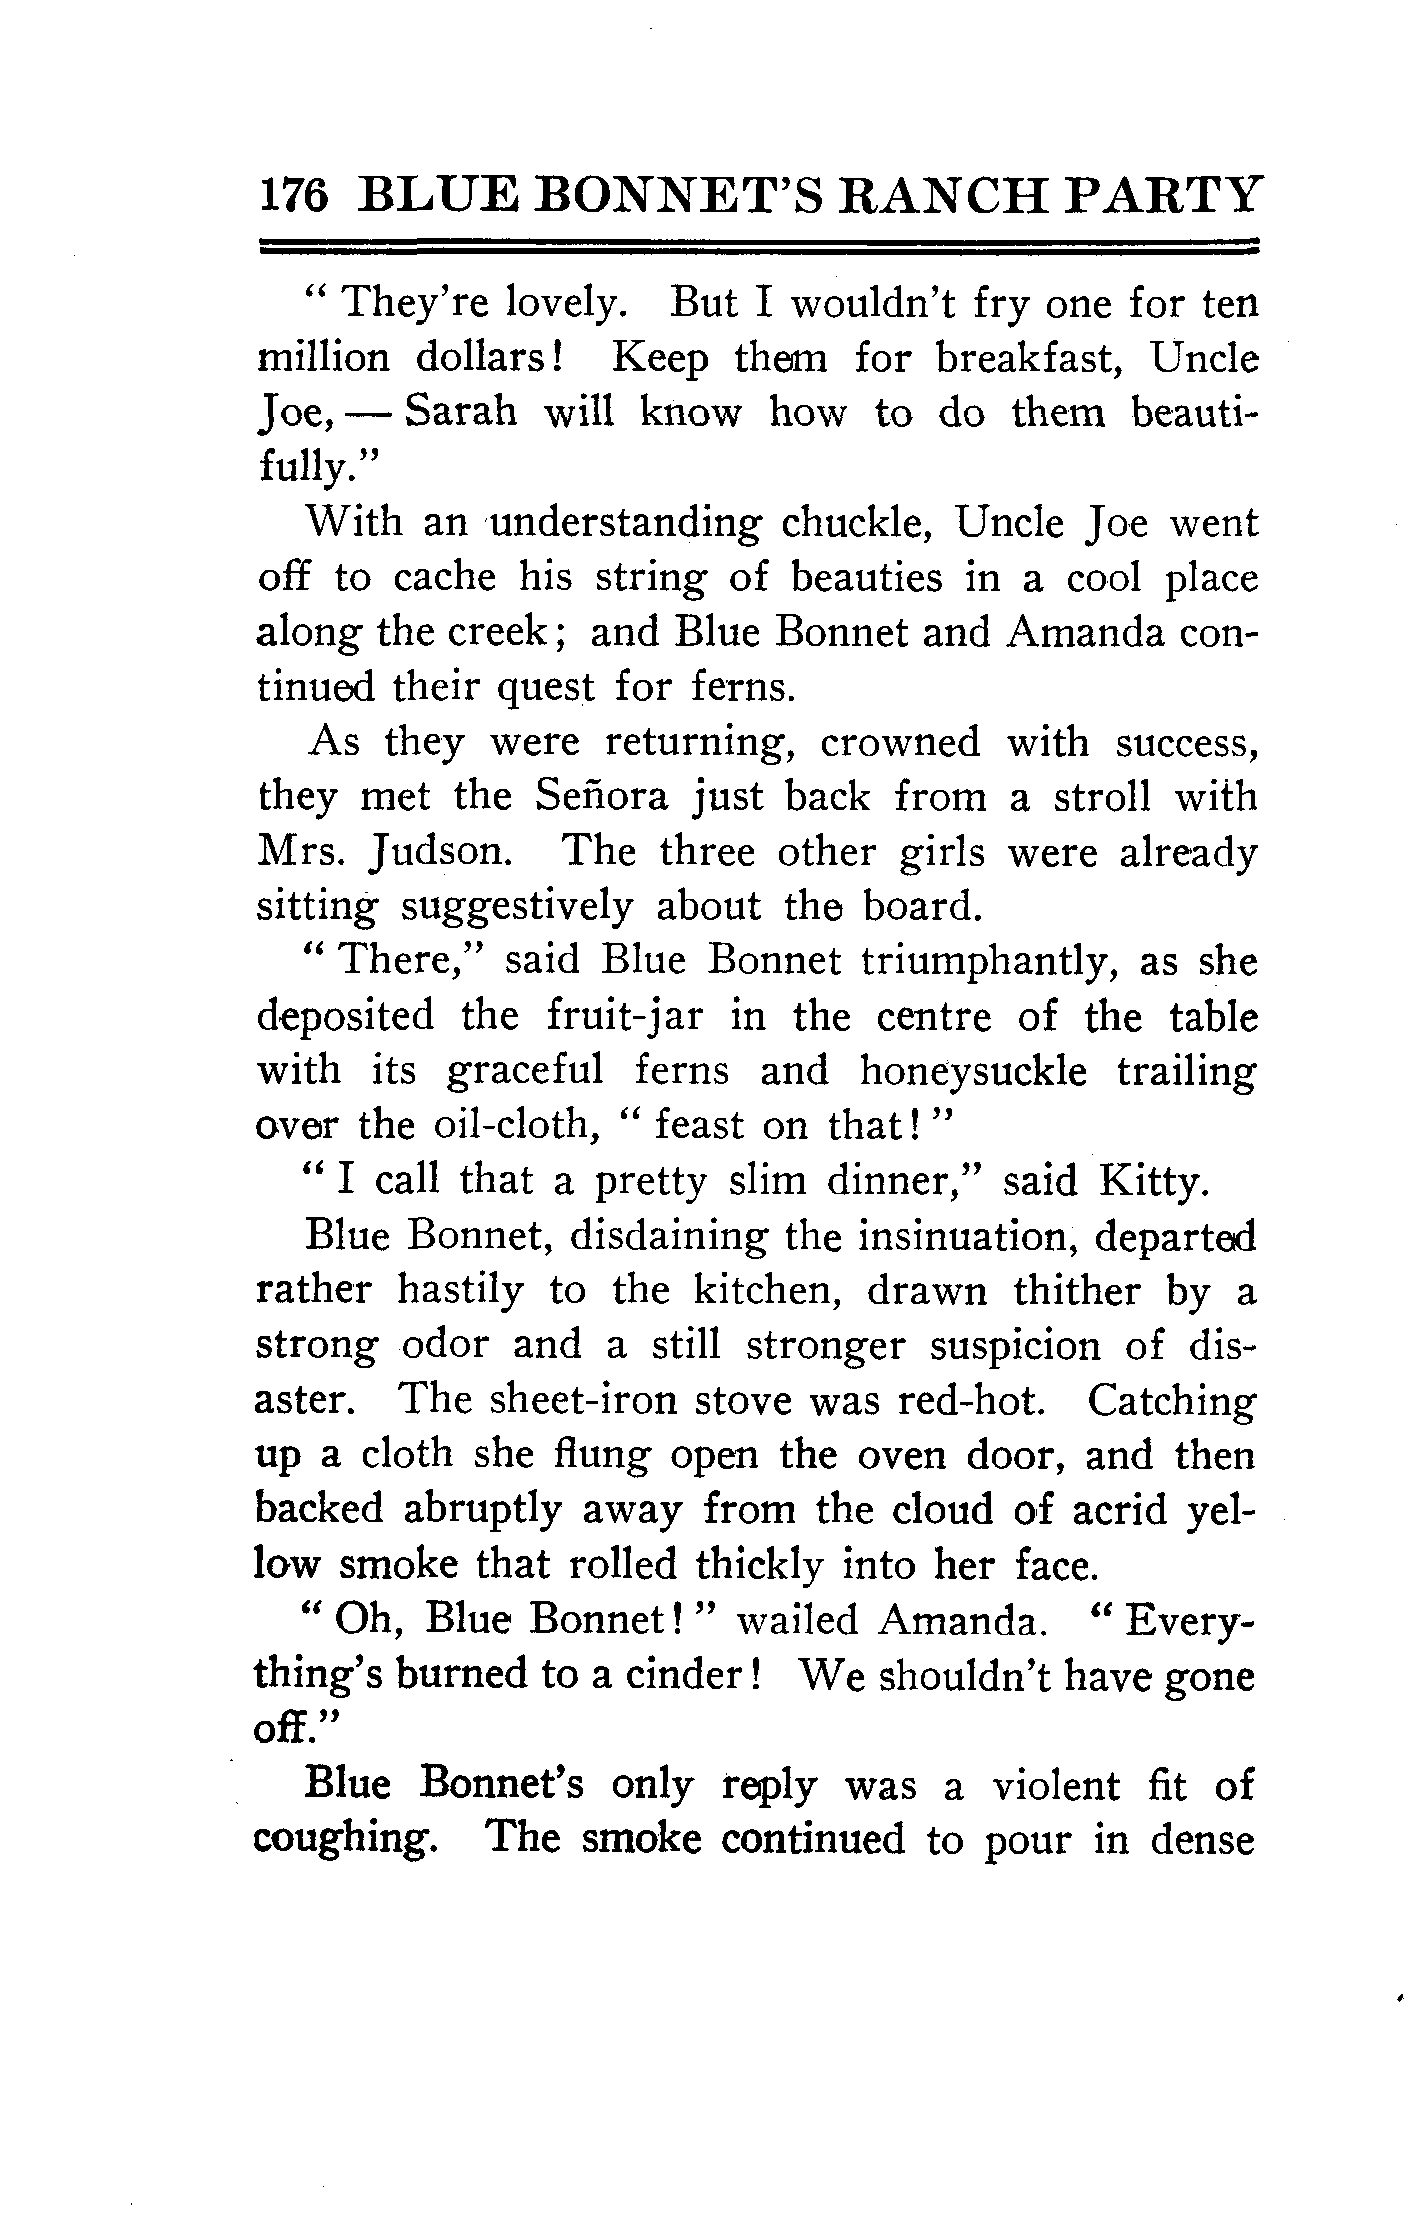 176 BLUE BONNET'S RANCH PARTY
" They're lovely. But I wouldn't fry one for ten
million dollars! Keep them for breakfast, Uncle
Joe, — Sarah will know how to do them beauti-
fully."
With an understanding chuckle, Uncle Joe went
off to cache his string of beauties in a cool place
along the creek; and Blue Bonnet and Amanda con-
tinued their quest for ferns.
As they were returning, crowned with success,
they met the Señora just back from a stroll with
Mrs. Judson. The three other girls were already
sitting suggestively about the board.
" There," said Blue Bonnet triumphantly, as she
deposited the fruit-jar in the centre of the table
with its graceful ferns and honeysuckle trailing
over the oil-cloth, " feast on that! "
" I call that a pretty slim dinner," said Kitty.
Blue Bonnet, disdaining the insinuation, departed
rather hastily to the kitchen, drawn thither by a
strong odor and a still stronger suspicion of dis-
aster. The sheet-iron stove was red-hot. Catching
up a cloth she flung open the oven door, and then
backed abruptly away from the cloud of acrid yel-
low smoke that rolled thickly into her face.
" Oh, Blue Bonnet! " wailed Amanda. " Every-
thing's burned to a cinder! We shouldn't have gone
off."
Blue Bonnet's only reply was a violent fit of
coughing. The smoke continued to pour in dense